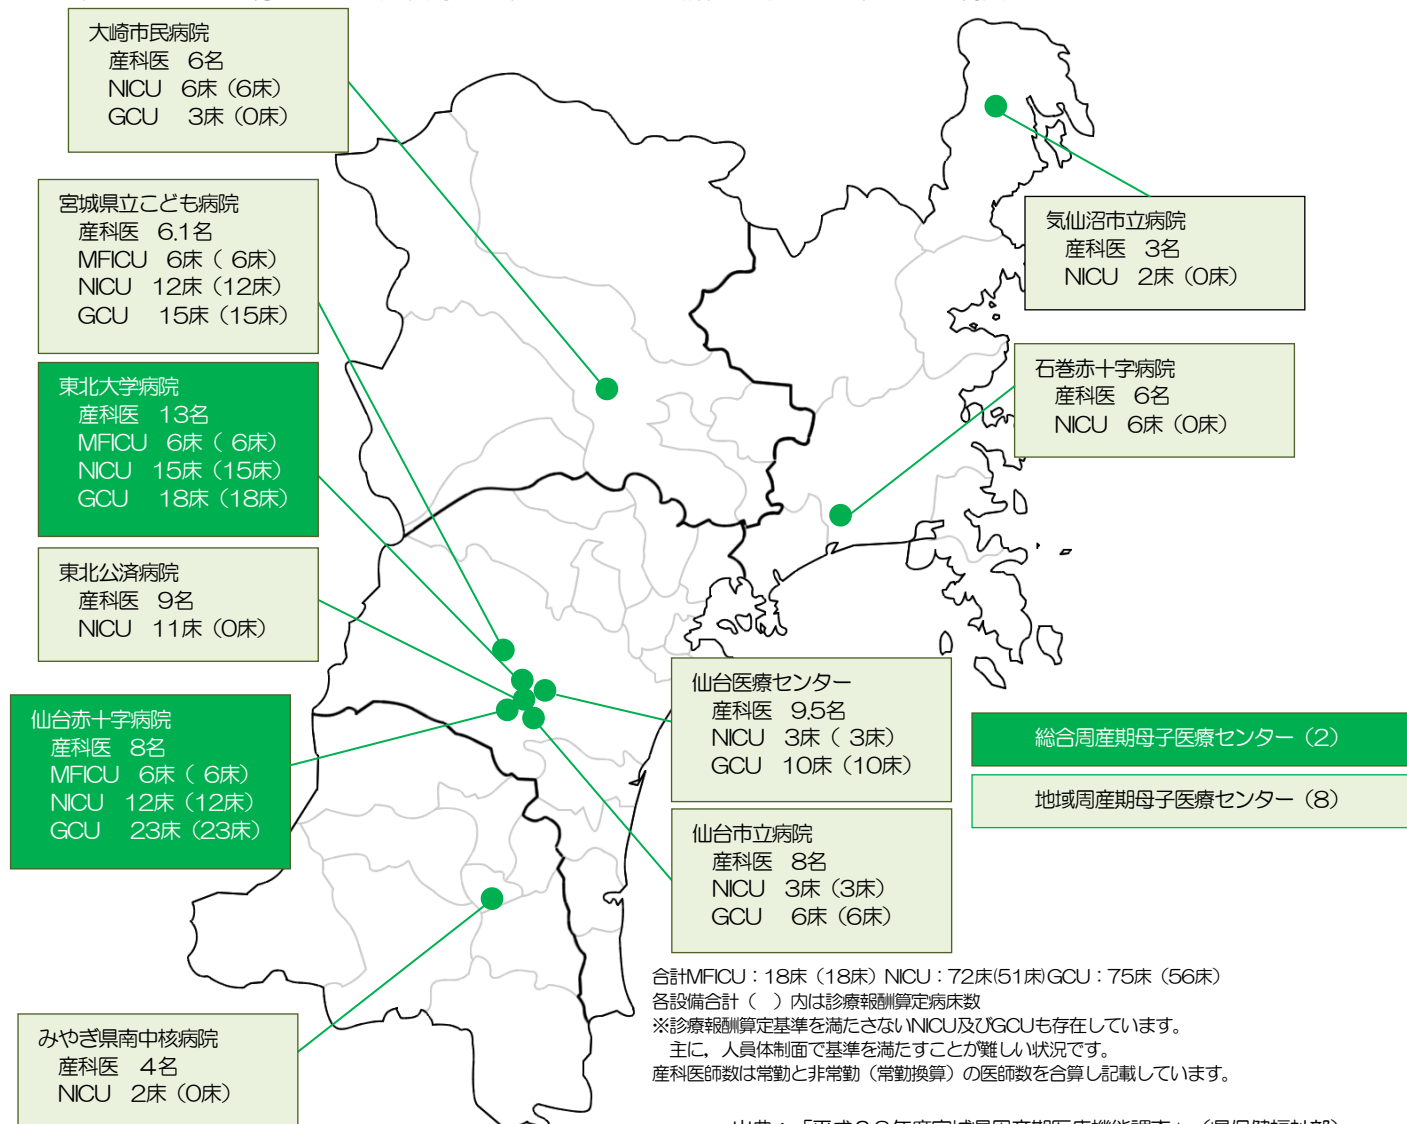 大崎市民病院
産科医 6名
NICU 6床（6床）
GCU 3床（0床）
宮城県立こども病院
産科医 6.1名
MFICU 6床（ 6床）
NICU 12床（12床）
GCU 15床（15床）
東北大学病院
産科医 13名
MFICU 6床（ 6床）
NICU 15床（15床）
GCU 18床（18床）
東北公済病院
産科医 9名
NICU 11床（0床）
仙台赤十字病院
産科医 8名
MFICU 6床（ 6床）
NICU 12床（12床）
GCU 23床（23床）
みやぎ県南中核病院
産科医 4名
NICU 2床（0床）
気仙沼市立病院
産科医 3名
NICU 2床（0床）
石巻赤十字病院
産科医 6名
NICU 6床（0床）
仙台医療センター
産科医 9.5名
NICU 3床（ 3床）
GCU 10床（10床）
仙台市立病院
産科医 8名
NICU 3床（3床）
GCU 6床（6床）
総合周産期母子医療センター（2）
地域周産期母子医療センター（8）
合計MFICU：18床（18床）NICU：72床(51床)GCU：75床（56床）
各設備合計（ ）内は診療報酬算定病床数
※診療報酬算定基準を満たさないNICU及びGCUも存在しています。
主に，人員体制面で基準を満たすことが難しい状況です。
産科医師数は常勤と非常勤（常勤換算）の医師数を合算し記載しています。